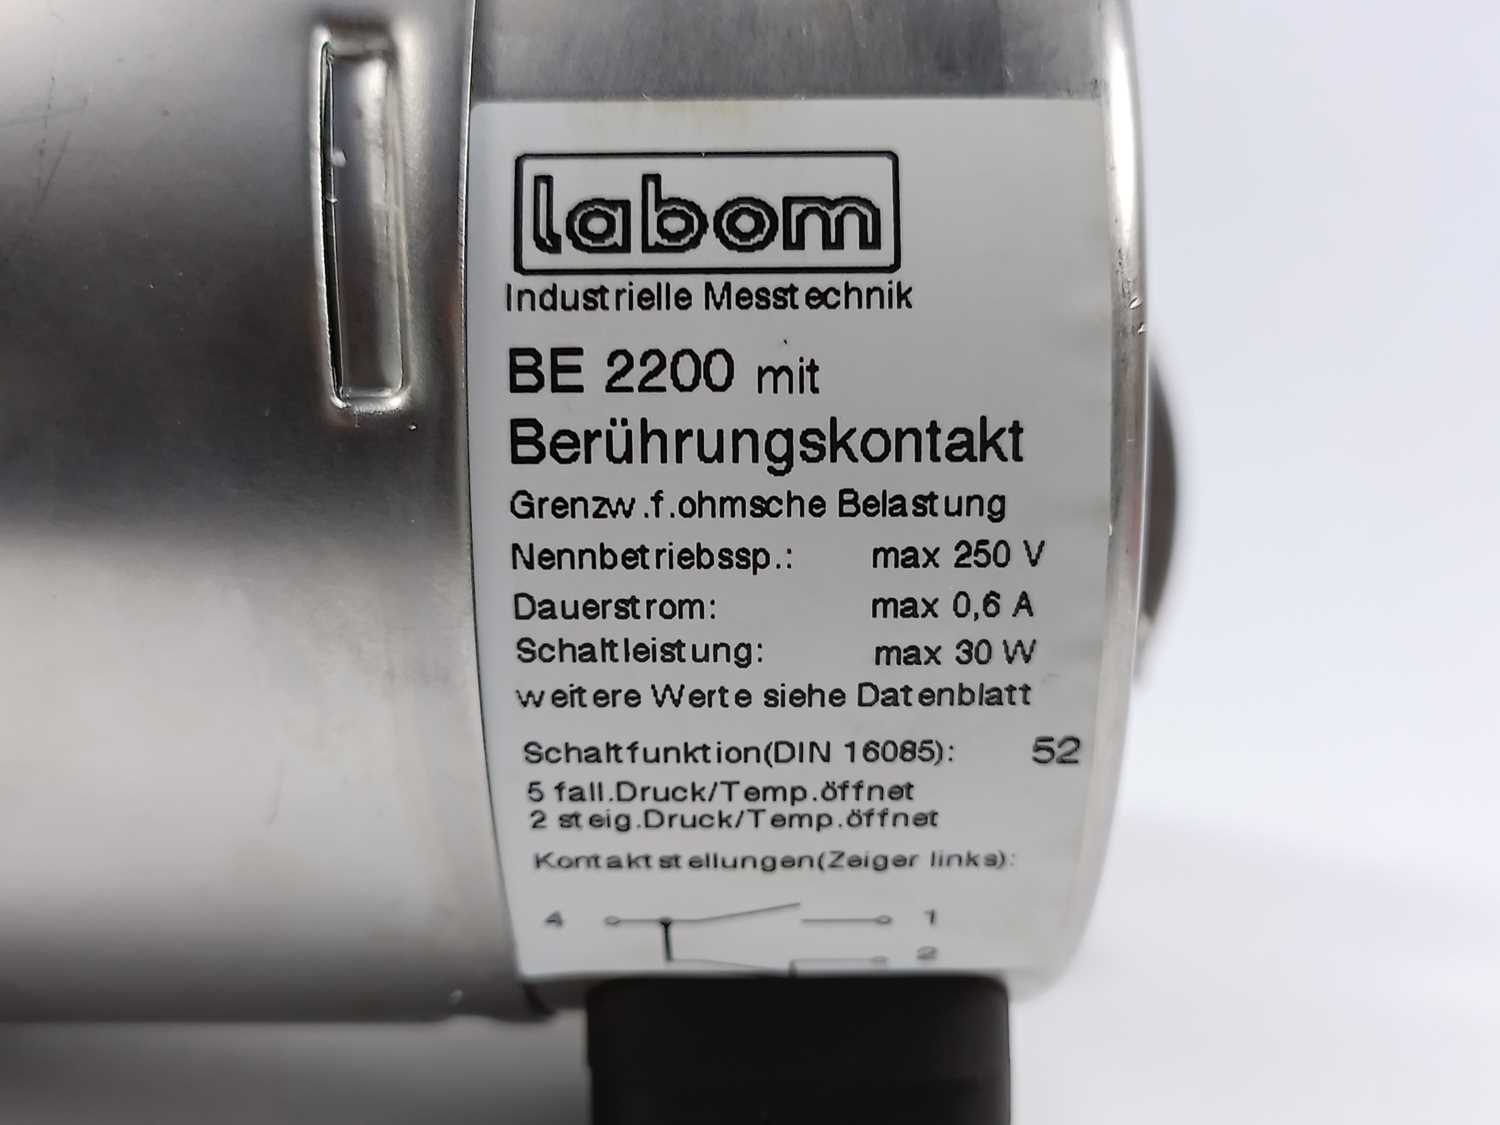 labom
Industrielle Messtechnik
BE 2200 mit
Berührungskontakt
Grenzw.f.ohmsche Belastung
Nennbetriebssp.: max 250 V
Dauerstrom: max 0,6 A
Schaltleistung: max 30 W
weitere Werte siehe Datenblatt
Schaltfunktion(DIN 16085): 52
5 fall.Druck/Temp.öffnet
2 steig.Druck/Temp.öffnet
Kontaktstellungen(Zeiger links):
4 1
2